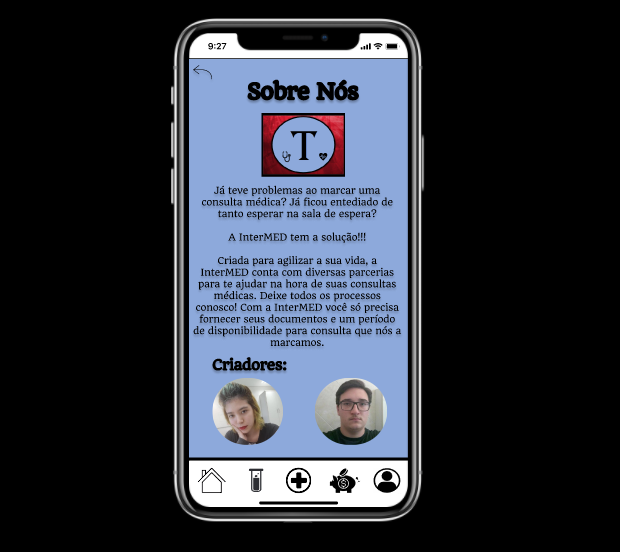 9:27
Sobre Nós
T
Já teve problemas ao marcar uma
consulta médica? Já ficou entediado de
tanto esperar na sala de espera?
A InterMED tem a solução!!!
Criada para agilizar a sua vida, a
InterMED conta com diversas parcerias
para te ajudar na hora de suas consultas
médicas. Deixe todos os processos
conosco! Com a InterMED você só precisa
fornecer seus documentos e um período
de disponibilidade para consulta que nós a
marcamos.
Criadores:
$